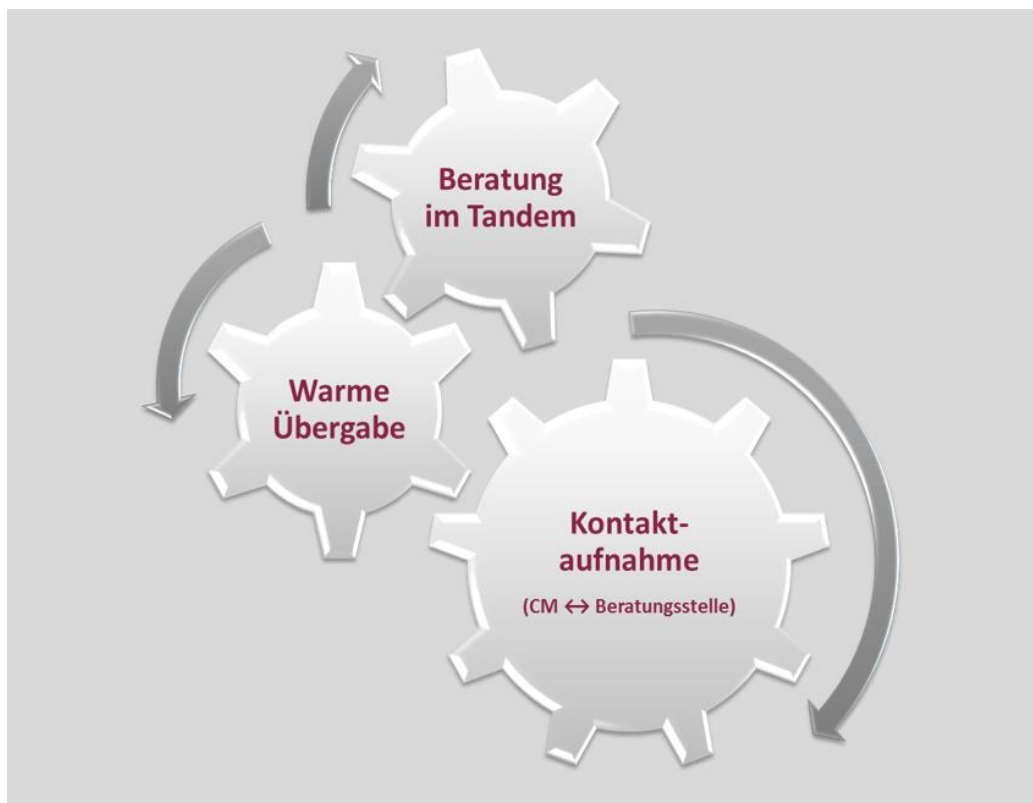 Beratung
im Tandem
Warme
Übergabe
Kontakt-
aufnahme
(CM ↔ Beratungsstelle)